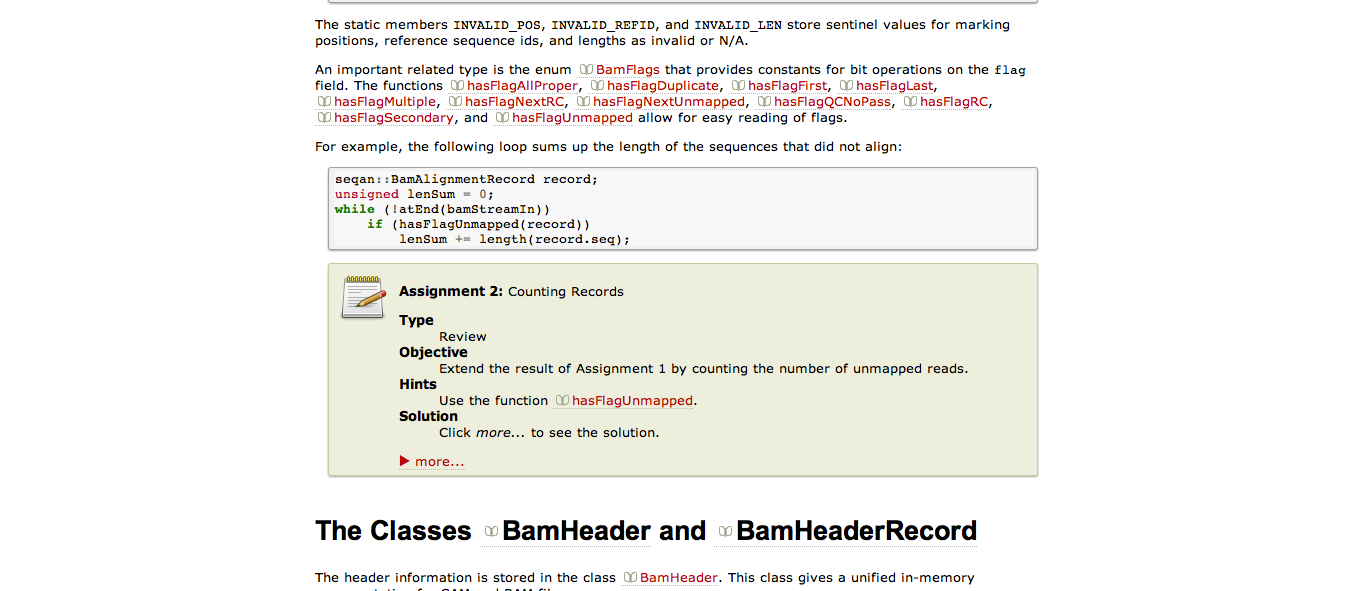 The static members INVALID_POS, INVALID_REFID, and INVALID_LEN store sentinel values for marking
positions, reference sequence ids, and lengths as invalid or N/A.
An important related type is the enum BamFlags that provides constants for bit operations on the flag
field. The functions hasFlagAllProper, hasFlagDuplicate, hasFlagFirst, hasFlagLast,
hasFlagMultiple, hasFlagNextRC, hasFlagNextUnmapped, hasFlagQCNoPass, hasFlagRC,
hasFlagSecondary, and hasFlagUnmapped allow for easy reading of flags.
For example, the following loop sums up the length of the sequences that did not align:
seqan::BamAlignmentRecord record;
unsigned lenSum = 0;
while (!atEnd(bamStreamIn))
    if (hasFlagUnmapped(record))
        lenSum += length(record.seq);
Assignment 2: Counting Records
Type
Review
Objective
Extend the result of Assignment 1 by counting the number of unmapped reads.
Hints
Use the function hasFlagUnmapped.
Solution
Click more... to see the solution.
more...
The Classes BamHeader and BamHeaderRecord
The header information is stored in the class BamHeader. This class gives a unified in-memory